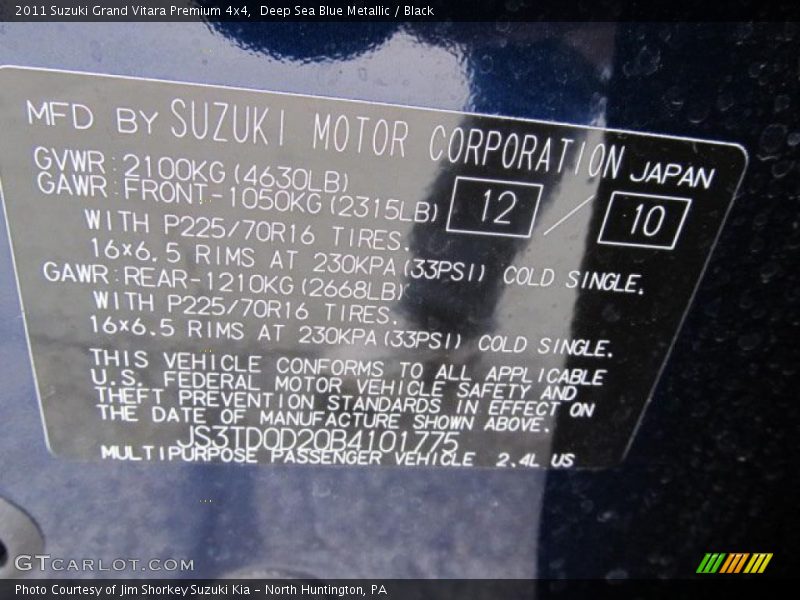 2011 Suzuki Grand Vitara Premium 4x4,  Deep Sea Blue Metallic / Black
MFD BY SUZUKI MOTOR CORPORATION JAPAN
GVWR: 2100KG (4630LB)
GAWR: FRONT-1050KG (2315LB) 12 / 10
WITH P225/70R16 TIRES.
16×6.5 RIMS AT 230KPA (33PSI) COLD SINGLE.
GAWR: REAR-1210KG (2668LB)
WITH P225/70R16 TIRES.
16×6.5 RIMS AT 230KPA (33PSI) COLD SINGLE.
THIS VEHICLE CONFORMS TO ALL APPLICABLE
U.S. FEDERAL MOTOR VEHICLE SAFETY AND
THEFT PREVENTION STANDARDS IN EFFECT ON
THE DATE OF MANUFACTURE SHOWN ABOVE.
JS3TD0D20B4101775
MULTIPURPOSE PASSENGER VEHICLE 2.4L US
GTCARLOT.COM
Photo Courtesy of Jim Shorkey Suzuki Kia - North Huntington, PA